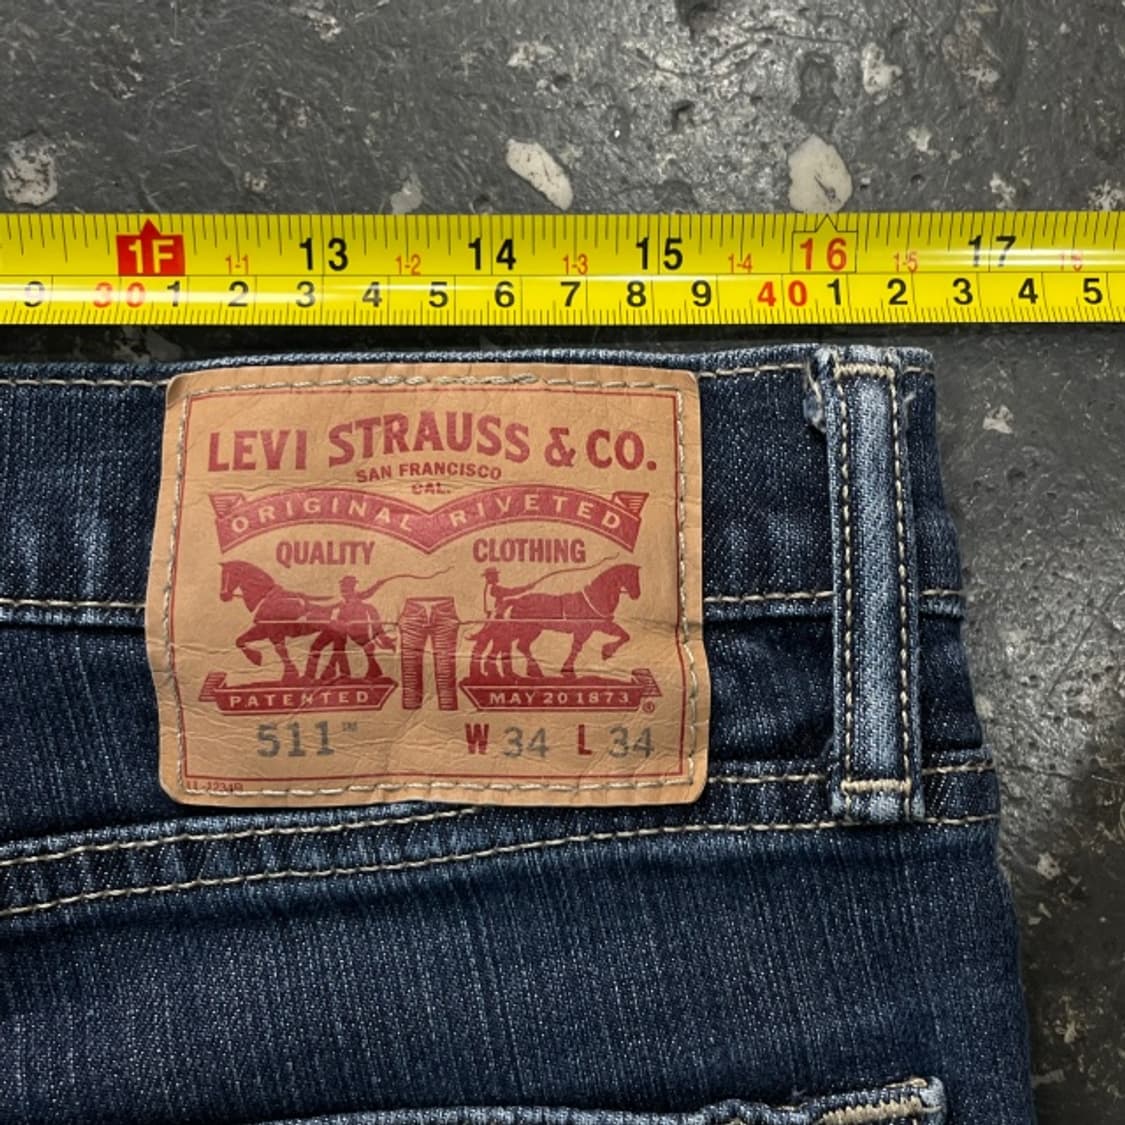 1F 1-1 13 1-2 14 1-3 15 1-4 16 1-5 17
9 30 1 2 3 4 5 6 7 8 9 40 1 2 3 4 5
LEVI STRAUSS & CO.
SAN FRANCISCO
CAL.
ORIGINAL RIVETED
QUALITY CLOTHING
PATENTED MAY 20 1873 ®
511™ W 34 L 34